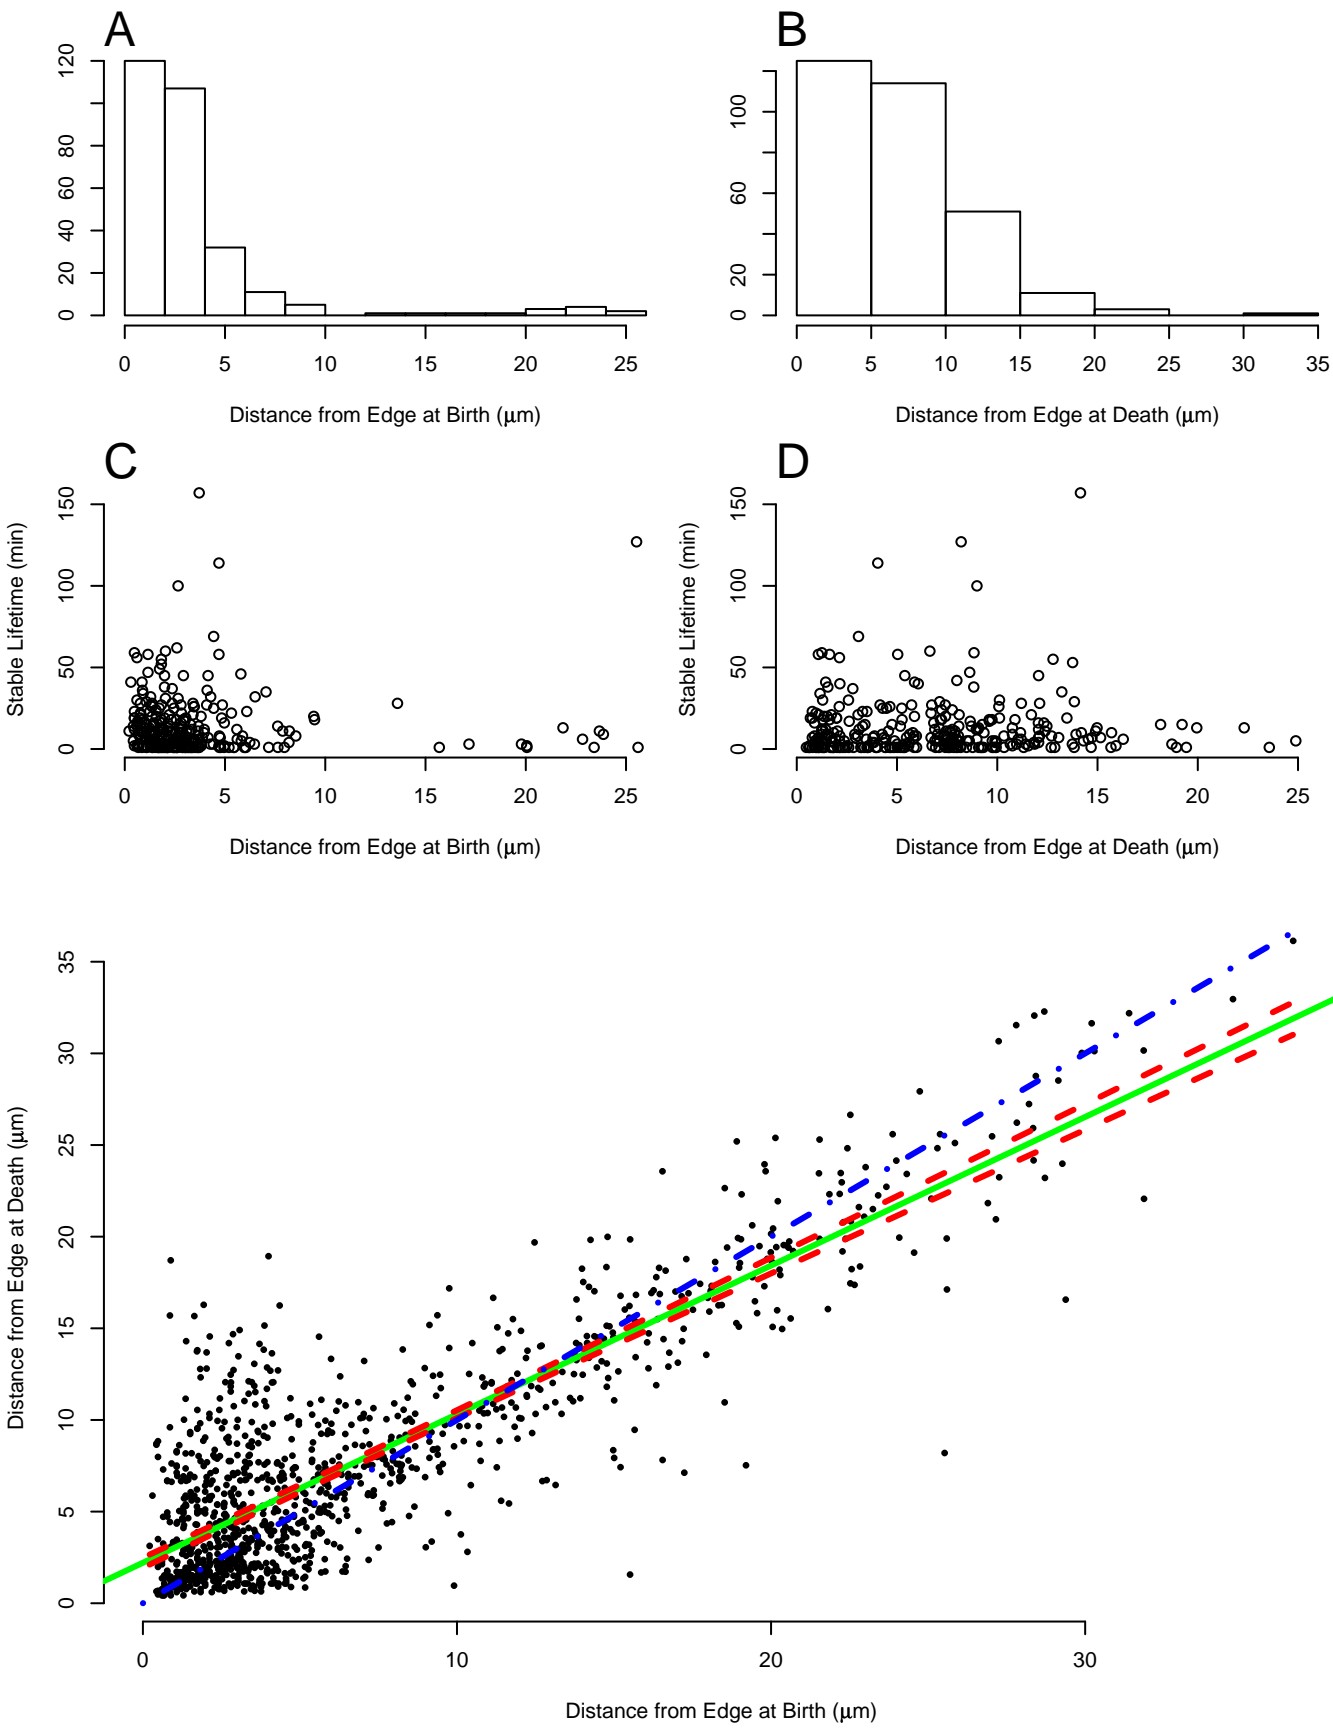 A
B
120
80
60
40
20
0
0 5 10 15 20 25
Distance from Edge at Birth (μm)
100
60
20
0
0 5 10 15 20 25 30 35
Distance from Edge at Death (μm)
C
D
Stable Lifetime (min)
150
100
50
0
0 5 10 15 20 25
Distance from Edge at Birth (μm)
Stable Lifetime (min)
150
100
50
0
0 5 10 15 20 25
Distance from Edge at Death (μm)
Distance from Edge at Death (μm)
35
30
25
20
15
10
5
0
0 10 20 30
Distance from Edge at Birth (μm)